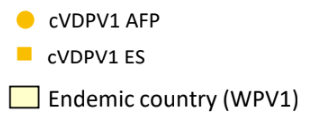 cVDPV1 AFP
cVDPV1 ES
Endemic country (WPV1)